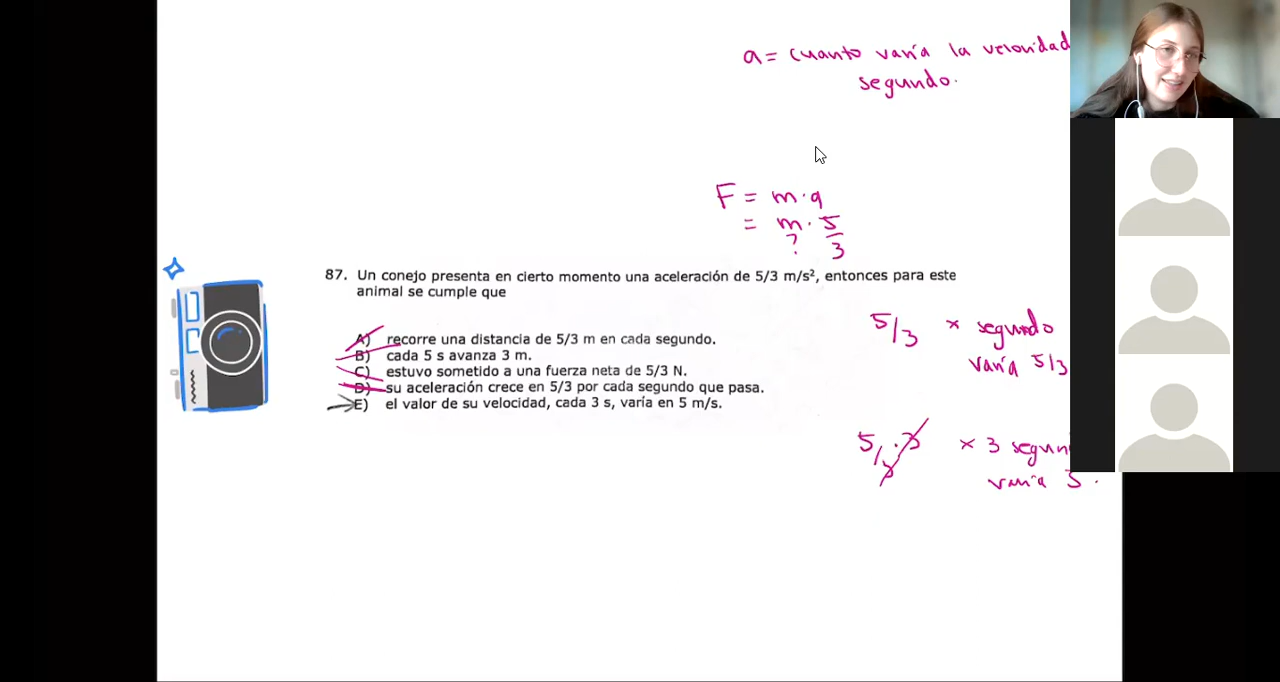 a = cuanto varía la velocidad
segundo.
F = m·a
= m · 5/3
?
87. Un conejo presenta en cierto momento una aceleración de 5/3 m/s², entonces para este
animal se cumple que
A) recorre una distancia de 5/3 m en cada segundo.
B) cada 5 s avanza 3 m.
C) estuvo sometido a una fuerza neta de 5/3 N.
D) su aceleración crece en 5/3 por cada segundo que pasa.
E) el valor de su velocidad, cada 3 s, varía en 5 m/s.
5/3 x segundo
varía 5/3
5/3 · 3 x 3
varía 5.